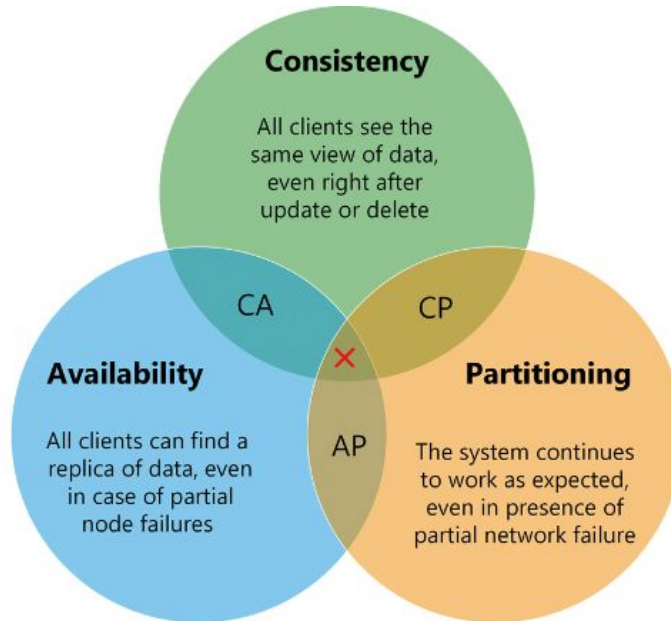 Consistency
All clients see the
same view of data,
even right after
update or delete
CA
CP
Availability
All clients can find a
replica of data, even
in case of partial
node failures
AP
Partitioning
The system continues
to work as expected,
even in presence of
partial network failure